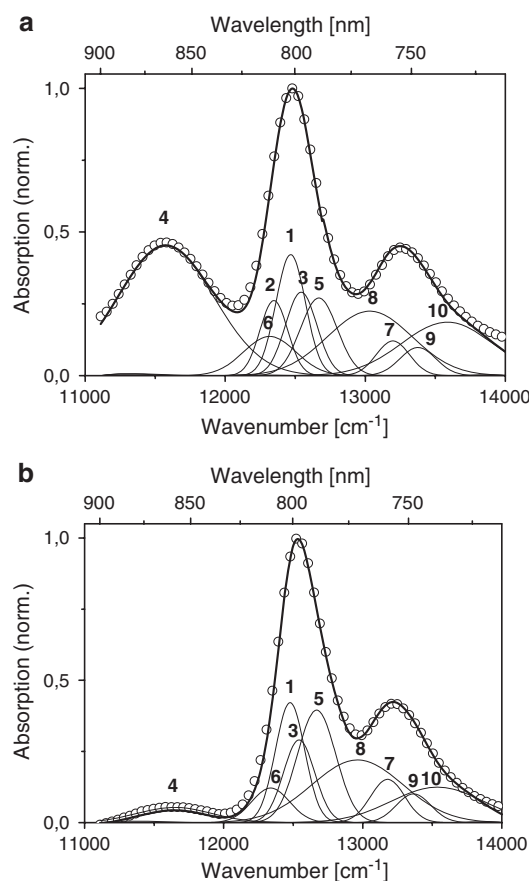 a
Wavelength [nm]
900 850 800 750
1,0
0,5
0,0
Absorption (norm.)
4 1 2 3 5 6 8 7 9 10
11000 12000 13000 14000
Wavenumber [cm⁻¹]
b
Wavelength [nm]
900 850 800 750
1,0
0,5
0,0
Absorption (norm.)
4 1 5 3 6 8 7 9 10
11000 12000 13000 14000
Wavenumber [cm⁻¹]